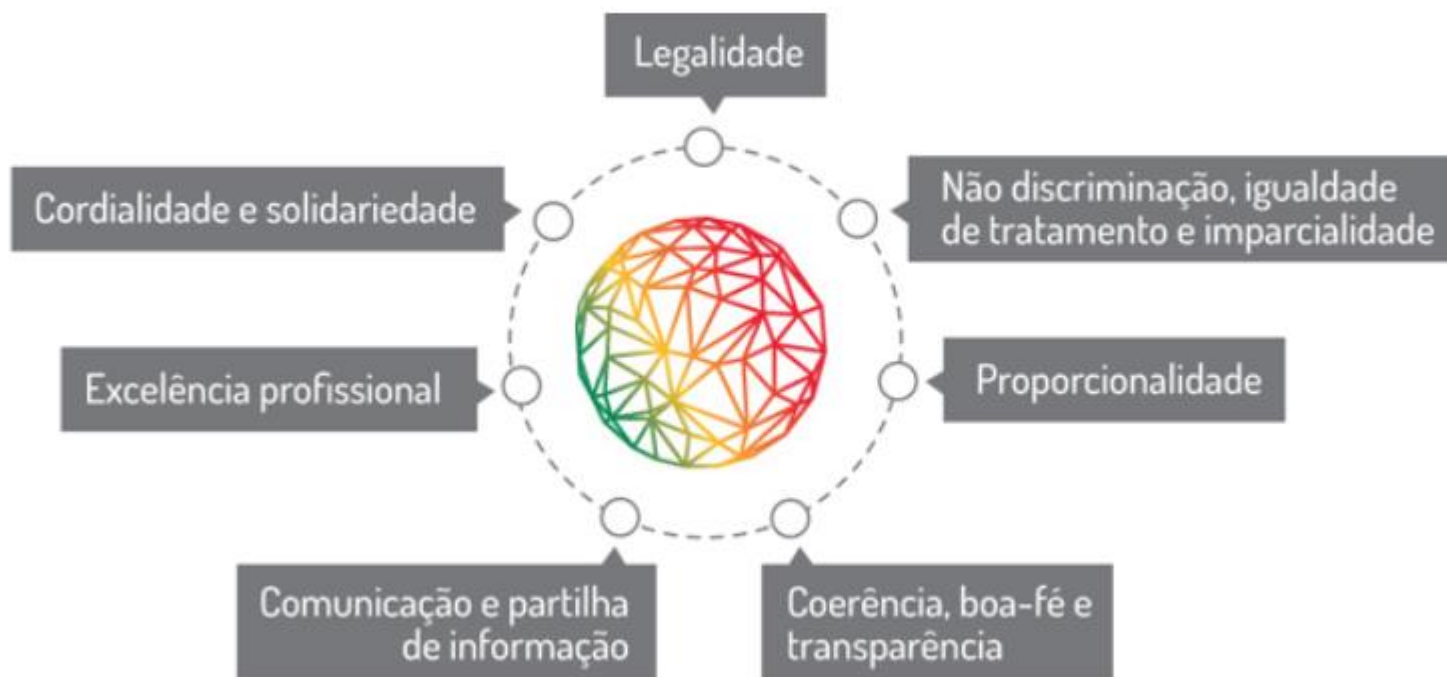 Legalidade
Cordialidade e solidariedade
Não discriminação, igualdade
de tratamento e imparcialidade
Excelência profissional
Proporcionalidade
Comunicação e partilha
de informação
Coerência, boa-fé e
transparência